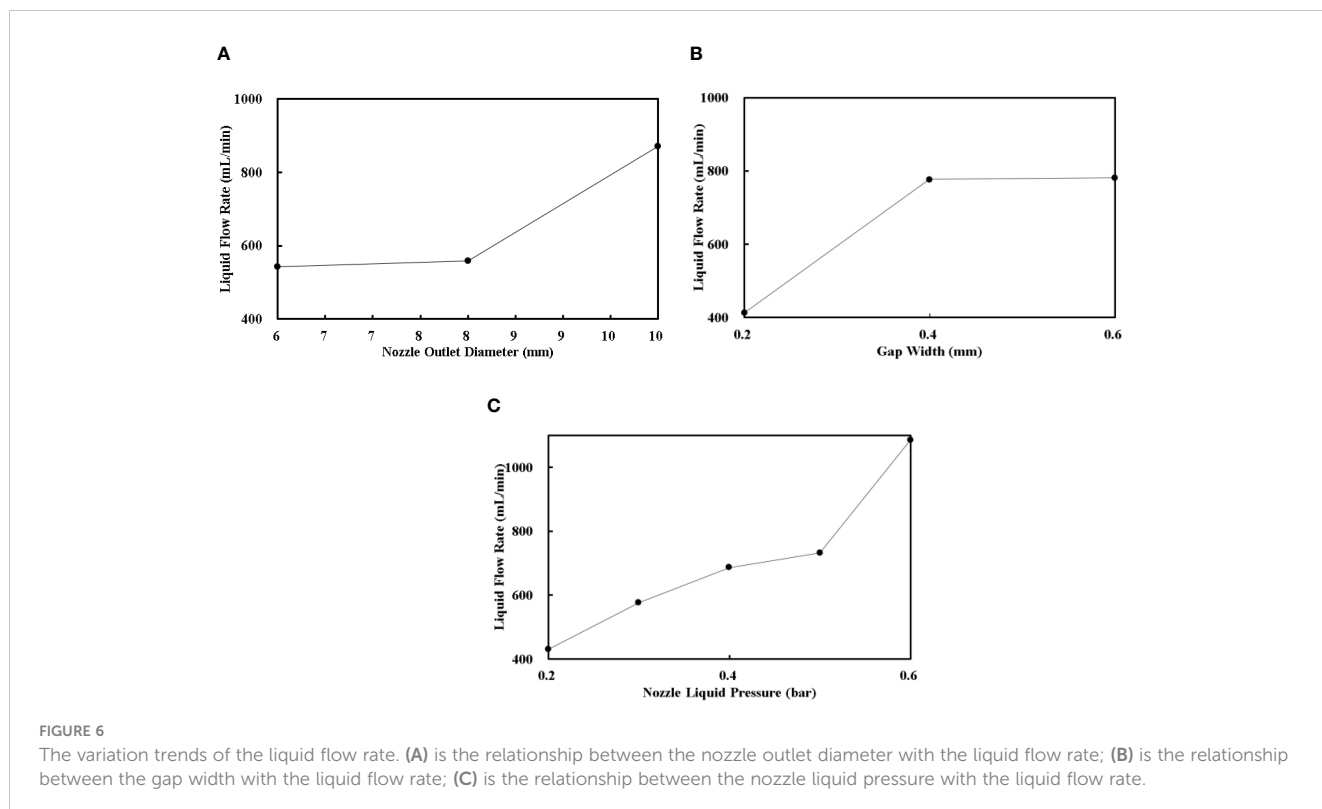 A
B
1000
800
600
400
Liquid Flow Rate (mL/min)
6 7 7 8 8 9 9 10 10
Nozzle Outlet Diameter (mm)
1000
800
600
400
Liquid Flow Rate (mL/min)
0.2 0.4 0.6
Gap Width (mm)
C
1000
800
600
400
Liquid Flow Rate (mL/min)
0.2 0.4 0.6
Nozzle Liquid Pressure (bar)
FIGURE 6
The variation trends of the liquid flow rate. (A) is the relationship between the nozzle outlet diameter with the liquid flow rate; (B) is the relationship
between the gap width with the liquid flow rate; (C) is the relationship between the nozzle liquid pressure with the liquid flow rate.